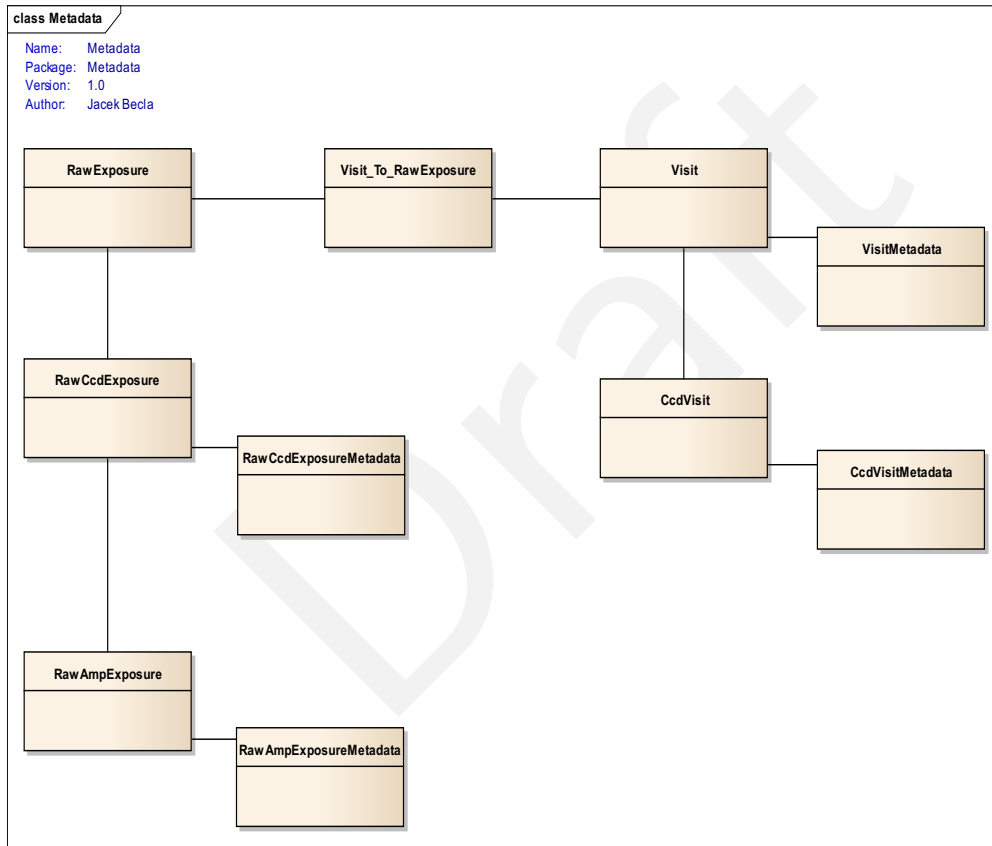 class Metadata
Name: Metadata
Package: Metadata
Version: 1.0
Author: Jacek Becla
RawExposure
Visit_To_RawExposure
Visit
VisitMetadata
RawCcdExposure
CcdVisit
RawCcdExposureMetadata
CcdVisitMetadata
RawAmpExposure
RawAmpExposureMetadata
Draft